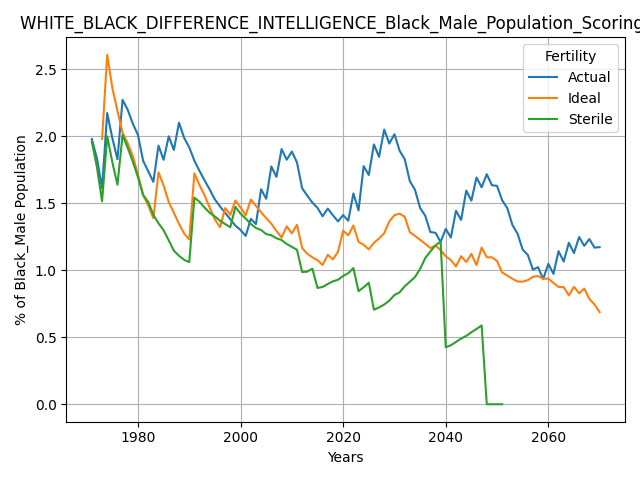 WHITE_BLACK_DIFFERENCE_INTELLIGENCE_Black_Male_Population_Scoring
Fertility
Actual
Ideal
Sterile
% of Black_Male Population
2.5
2.0
1.5
1.0
0.5
0.0
1980 2000 2020 2040 2060
Years